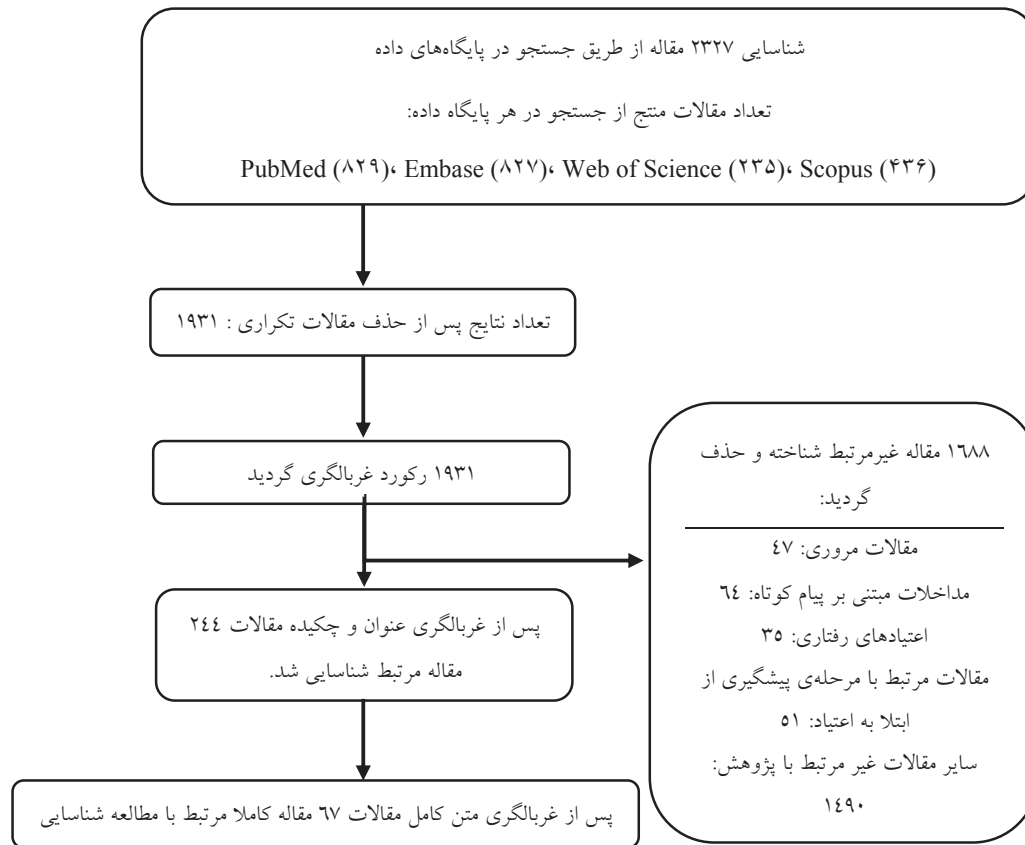 شناسایی ۲۳۲۷ مقاله از طریق جستجو در پایگاه‌های داده
تعداد مقالات منتج از جستجو در هر پایگاه داده:
PubMed (۸۲۹)، Embase (۸۲۷)، Web of Science (۲۳۵)، Scopus (۴۳۶)
تعداد نتایج پس از حذف مقالات تکراری : ۱۹۳۱
۱۹۳۱ رکورد غربالگری گردید
۱٦۸۸ مقاله غیرمرتبط شناخته و حذف
گردید:
مقالات مروری: ٤۷
مداخلات مبتنی بر پیام کوتاه: ٦٤
اعتیادهای رفتاری: ۳٥
مقالات مرتبط با مرحله‌ی پیشگیری از
ابتلا به اعتیاد: ٥۱
سایر مقالات غیر مرتبط با پژوهش:
۱٤۹۰
پس از غربالگری عنوان و چکیده مقالات ۲٤٤
مقاله مرتبط شناسایی شد.
پس از غربالگری متن کامل مقالات ٦۷ مقاله کاملا مرتبط با مطالعه شناسایی